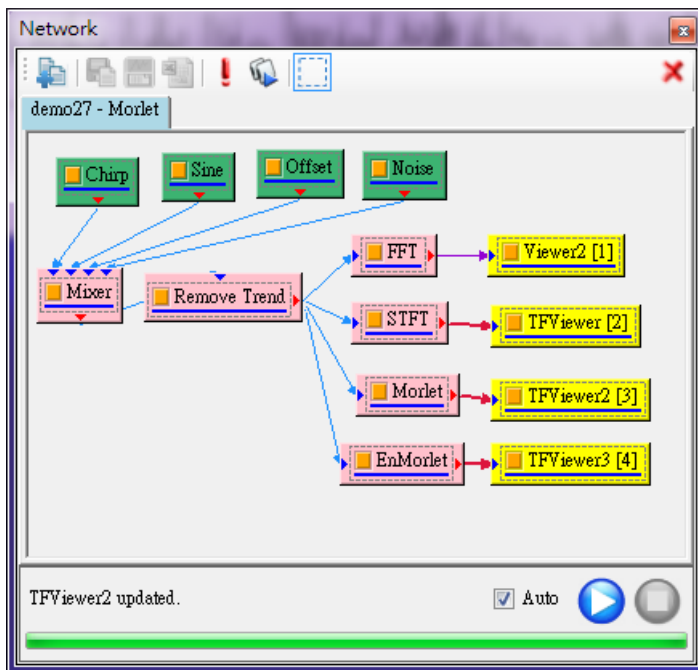 Network
demo27 - Morlet
Chirp
Sine
Offset
Noise
Mixer
Remove Trend
FFT
Viewer2 [1]
STFT
TFViewer [2]
Morlet
TFViewer2 [3]
EnMorlet
TFViewer3 [4]
TFViewer2 updated.
Auto